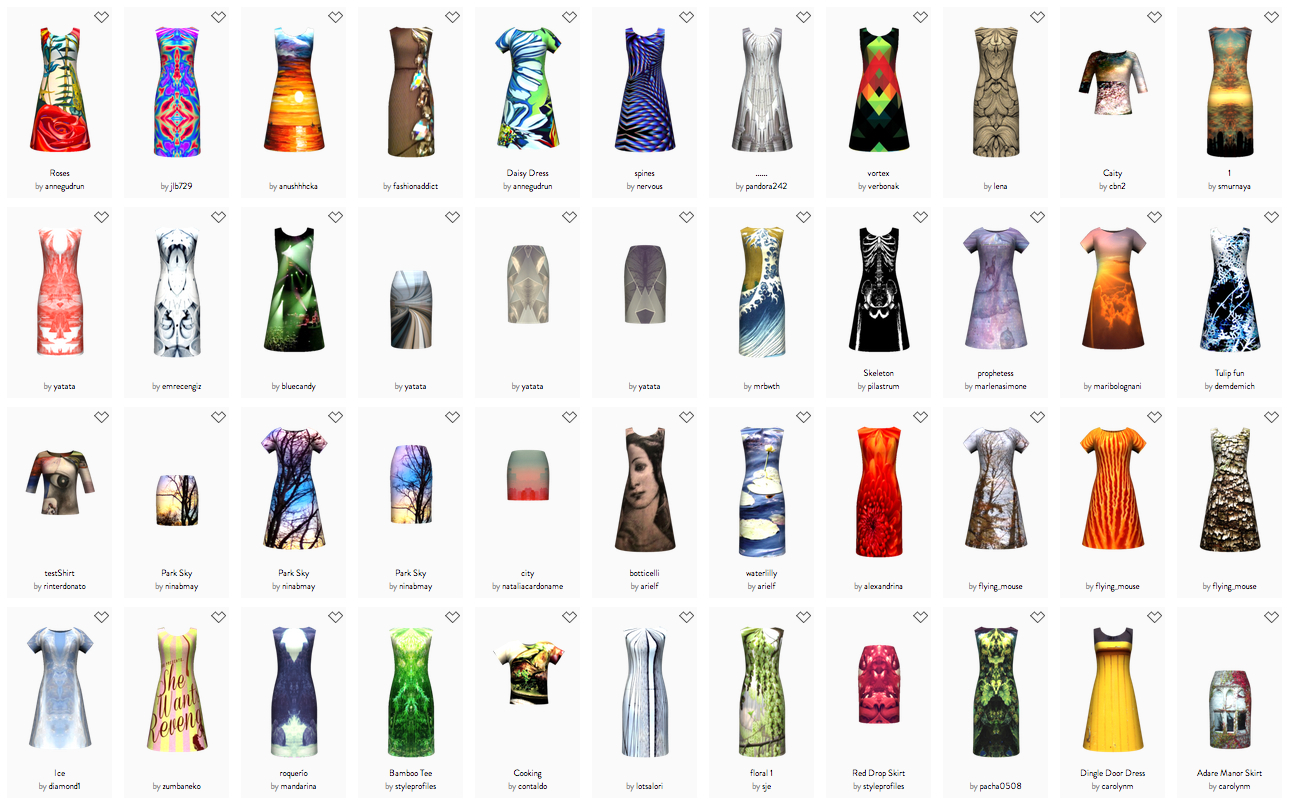 Roses
by annegudrun
by jlb729
by anushhhcka
by fashionaddict
Daisy Dress
by annegudrun
spines
by nervous
......
by pandora242
vortex
by verbonak
by lena
Caity
by cbn2
1
by smurnaya
by yatata
by emrecengiz
by bluecandy
by yatata
by yatata
by yatata
by mrbwth
Skeleton
by pilastrum
prophetess
by marlenasimone
by maribolognani
Tulip fun
by demdemich
testShirt
by rinterdonato
Park Sky
by ninabmay
Park Sky
by ninabmay
Park Sky
by ninabmay
city
by nataliacardoname
botticelli
by arielf
waterlilly
by arielf
by alexandrina
by flying_mouse
by flying_mouse
by flying_mouse
Ice
by diamond1
She
Want
Revenge
by zumbaneko
roquerio
by mandarina
Bamboo Tee
by styleprofiles
Cooking
by contaldo
by lotsalori
floral 1
by sje
Red Drop Skirt
by styleprofiles
by pacha0508
Dingle Door Dress
by carolynm
Adare Manor Skirt
by carolynm